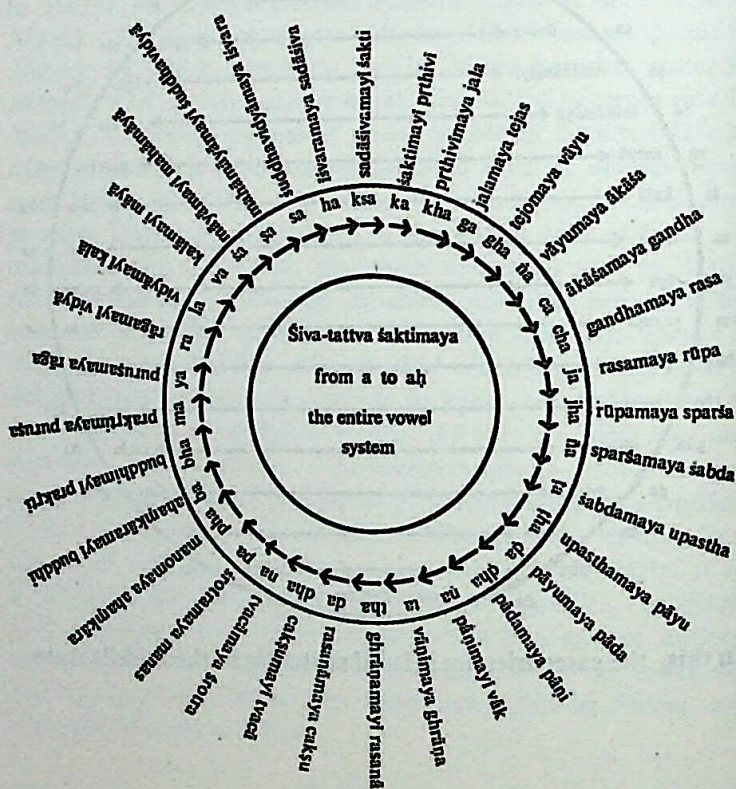 sadāśivamayī śakti
śaktimayī pṛthivī
pṛthivīmaya jala
jalamaya tejas
tejomaya vāyu
vāyumaya ākāśa
ākāśamaya gandha
gandhamaya rasa
rasamaya rūpa
rūpamaya sparśa
sparśamaya śabda
śabdamaya upastha
upasthamaya pāyu
pāyumaya pāda
pādamaya pāṇi
pāṇimayī vāk
vāṇīmaya ghrāṇa
ghrāṇamayī rasanā
rasanāmaya cakṣu
cakṣumayī tvacā
tvacāmaya śrotra
śrotramaya manas
manomaya ahaṃkāra
ahaṃkāramayī buddhi
buddhimayī prakṛti
prakṛtimaya puruṣa
puruṣamaya rāga
rāgamayī vidyā
vidyāmayī kalā
kalāmayī māyā
māyāmayī mahāmāyā
mahāmāyāmayī śuddhavidyā
śuddhavidyāmaya īśvara
īśvaramaya sadāśiva
kṣa ka kha ga gha ṅa ca cha ja jha ña ṭa ṭha ḍa ḍha ṇa ta tha da dha na pa pha ba bha ma ya ra la va śa ṣa sa ha
Śiva-tattva śaktimaya
from a to aḥ
the entire vowel
system